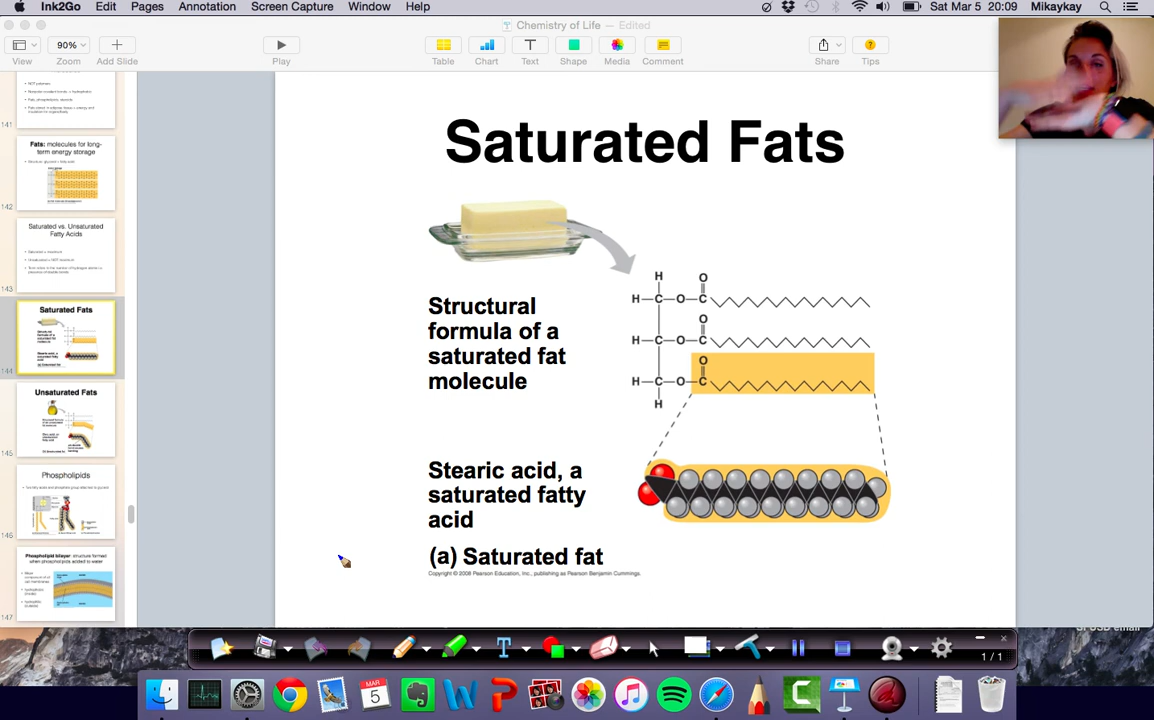 Ink2Go Edit Pages Annotation Screen Capture Window Help Sat Mar 5 20:09 Mikaykay
Chemistry of Life — Edited
90%
View Zoom Add Slide Play Table Chart Text Shape Media Comment Share Tips
141
Fats: molecules for long-
term energy storage
142
Saturated vs. Unsaturated
Fatty Acids
143
Saturated Fats
144
Unsaturated Fats
145
Phospholipids
146
Phospholipid bilayer: structure formed
when phospholipids added to water
147
Saturated Fats
Structural
formula of a
saturated fat
molecule
H O
H C O C
O
H C O C
O
H C O C
H
Stearic acid, a
saturated fatty
acid
(a) Saturated fat
Copyright © 2008 Pearson Education, Inc., publishing as Pearson Benjamin Cummings.
T
1 / 1
MAR
5